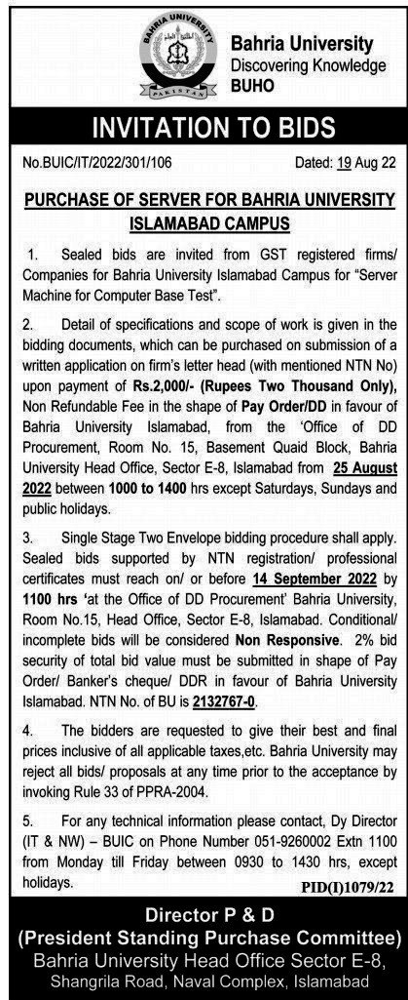 BAHRIA UNIVERSITY
PAKISTAN
Bahria University
Discovering Knowledge
BUHO
INVITATION TO BIDS
No.BUIC/IT/2022/301/106 Dated: 19 Aug 22
PURCHASE OF SERVER FOR BAHRIA UNIVERSITY
ISLAMABAD CAMPUS
1. Sealed bids are invited from GST registered firms/
Companies for Bahria University Islamabad Campus for “Server
Machine for Computer Base Test”.
2. Detail of specifications and scope of work is given in the
bidding documents, which can be purchased on submission of a
written application on firm’s letter head (with mentioned NTN No)
upon payment of Rs.2,000/- (Rupees Two Thousand Only),
Non Refundable Fee in the shape of Pay Order/DD in favour of
Bahria University Islamabad, from the ‘Office of DD
Procurement, Room No. 15, Basement Quaid Block, Bahria
University Head Office, Sector E-8, Islamabad from 25 August
2022 between 1000 to 1400 hrs except Saturdays, Sundays and
public holidays.
3. Single Stage Two Envelope bidding procedure shall apply.
Sealed bids supported by NTN registration/ professional
certificates must reach on/ or before 14 September 2022 by
1100 hrs ‘at the Office of DD Procurement’ Bahria University,
Room No.15, Head Office, Sector E-8, Islamabad. Conditional/
incomplete bids will be considered Non Responsive. 2% bid
security of total bid value must be submitted in shape of Pay
Order/ Banker’s cheque/ DDR in favour of Bahria University
Islamabad. NTN No. of BU is 2132767-0.
4. The bidders are requested to give their best and final
prices inclusive of all applicable taxes,etc. Bahria University may
reject all bids/ proposals at any time prior to the acceptance by
invoking Rule 33 of PPRA-2004.
5. For any technical information please contact, Dy Director
(IT & NW) – BUIC on Phone Number 051-9260002 Extn 1100
from Monday till Friday between 0930 to 1430 hrs, except
holidays. PID(I)1079/22
Director P & D
(President Standing Purchase Committee)
Bahria University Head Office Sector E-8,
Shangrila Road, Naval Complex, Islamabad